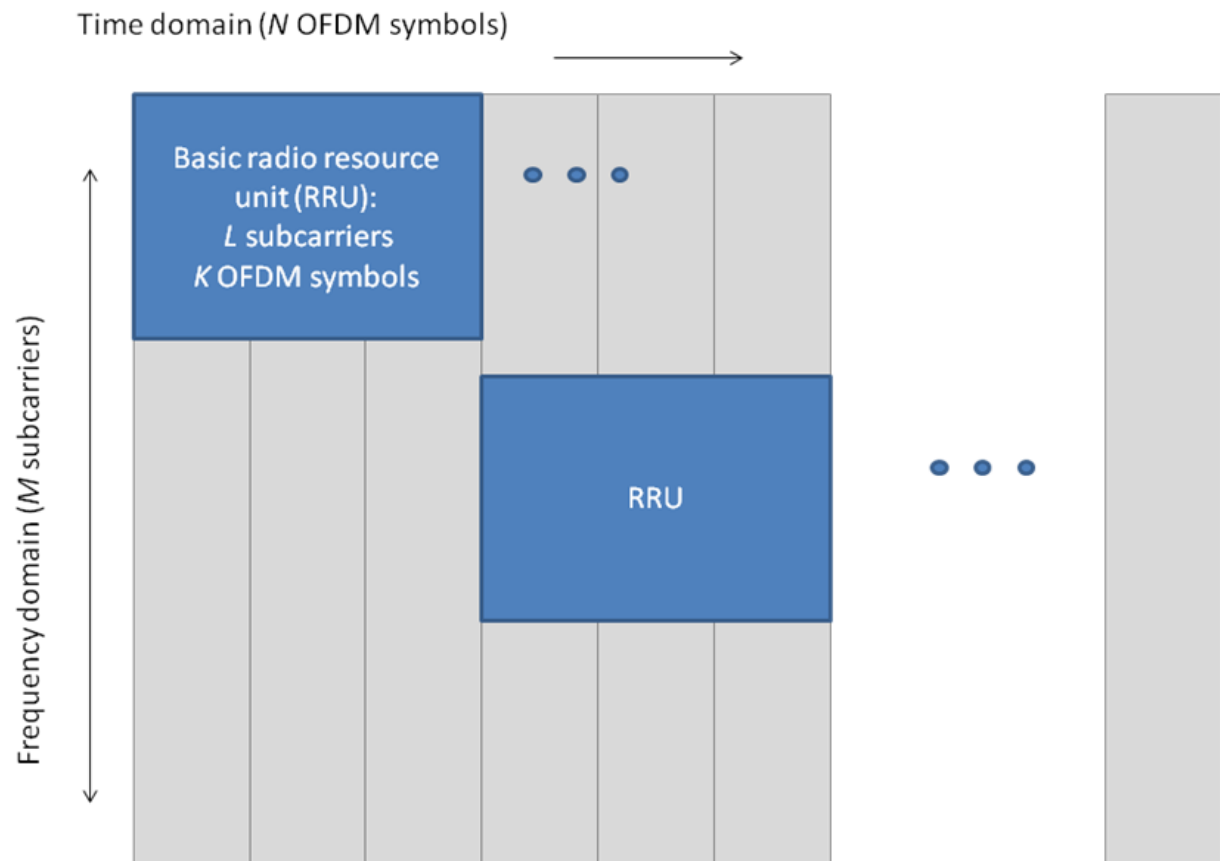 Time domain (N OFDM symbols)
Basic radio resource
unit (RRU):
L subcarriers
K OFDM symbols
Frequency domain (M subcarriers)
RRU